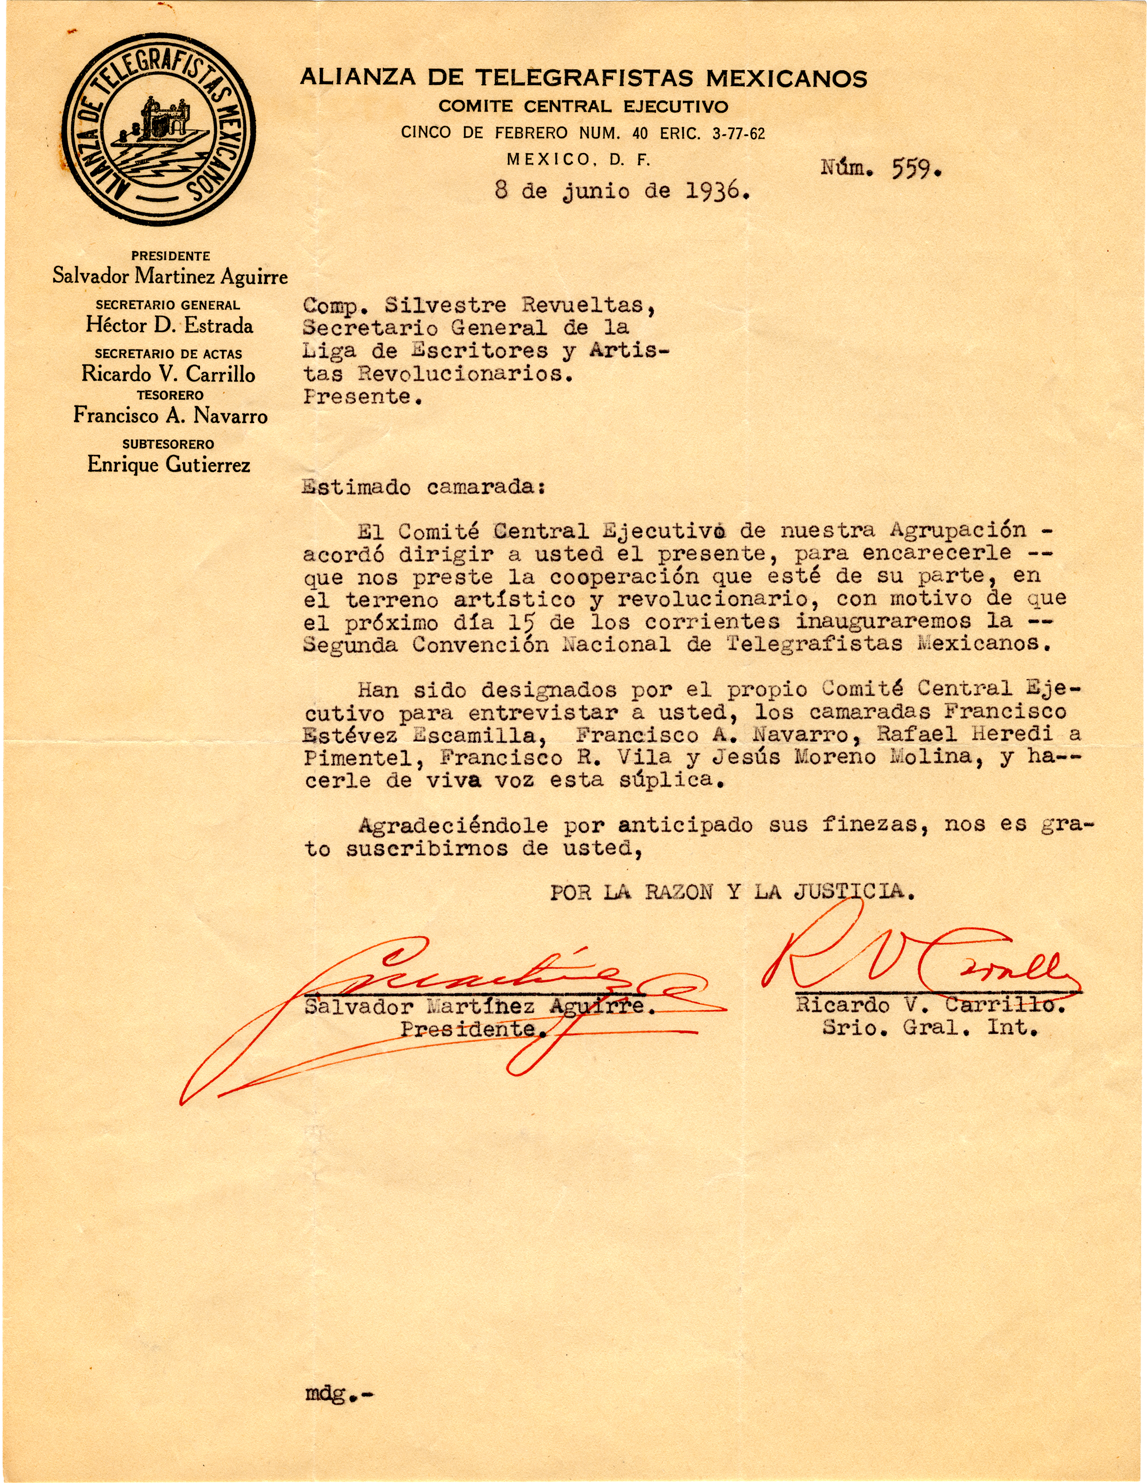 ALIANZA DE TELEGRAFISTAS MEXICANOS
ALIANZA DE TELEGRAFISTAS MEXICANOS
COMITE CENTRAL EJECUTIVO
CINCO DE FEBRERO NUM. 40 ERIC. 3-77-62
MEXICO, D. F.
Núm. 559.
8 de junio de 1936.
PRESIDENTE
Salvador Martinez Aguirre
SECRETARIO GENERAL
Héctor D. Estrada
SECRETARIO DE ACTAS
Ricardo V. Carrillo
TESORERO
Francisco A. Navarro
SUBTESORERO
Enrique Gutierrez
Comp. Silvestre Revueltas,
Secretario General de la
Liga de Escritores y Artis-
tas Revolucionarios.
Presente.
Estimado camarada:
El Comité Central Ejecutivo de nuestra Agrupación -
acordó dirigir a usted el presente, para encarecerle --
que nos preste la cooperación que esté de su parte, en
el terreno artístico y revolucionario, con motivo de que
el próximo día 15 de los corrientes inauguraremos la --
Segunda Convención Nacional de Telegrafistas Mexicanos.
Han sido designados por el propio Comité Central Eje-
cutivo para entrevistar a usted, los camaradas Francisco
Estévez Escamilla, Francisco A. Navarro, Rafael Heredi a
Pimentel, Francisco R. Vila y Jesús Moreno Molina, y ha--
cerle de viva voz esta súplica.
Agradeciéndole por anticipado sus finezas, nos es gra-
to suscribirnos de usted,
POR LA RAZON Y LA JUSTICIA.
R V Carrillo
Salvador Martínez Aguirre.
Presidente.
Ricardo V. Carrillo.
Srio. Gral. Int.
mdg.-